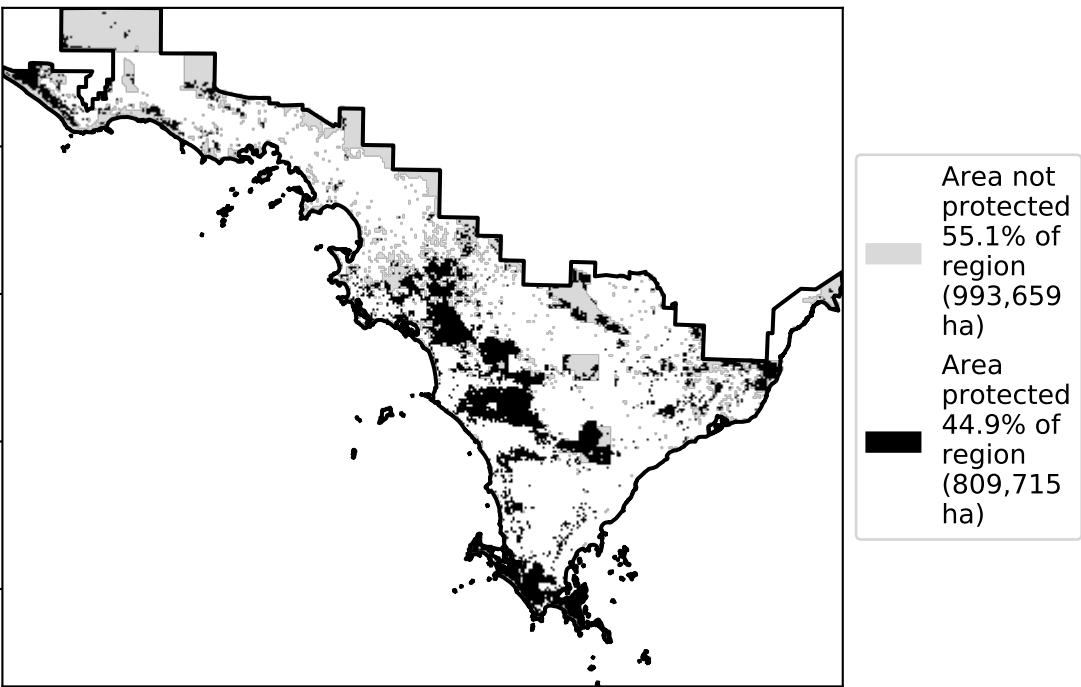 Area not
protected
55.1% of
region
(993,659
ha)
Area
protected
44.9% of
region
(809,715
ha)